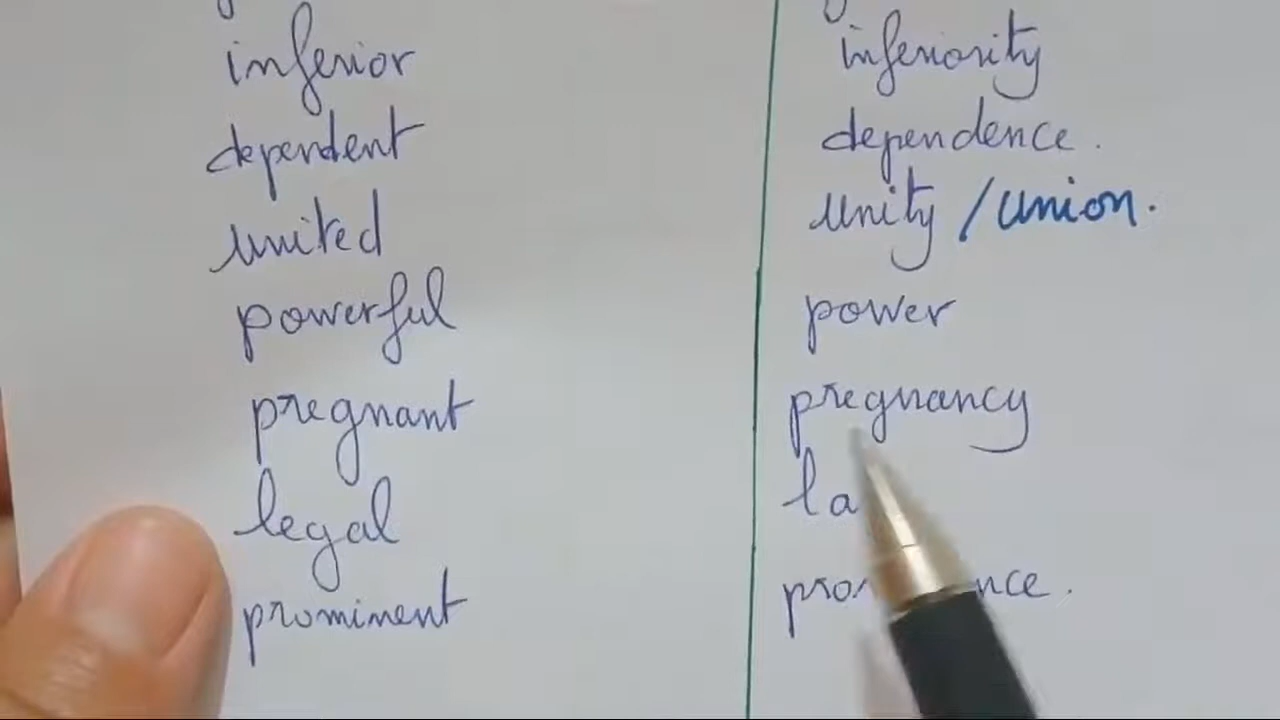 inferior inferiority
dependent dependence.
united unity / union.
powerful power
pregnant pregnancy
legal
prominent